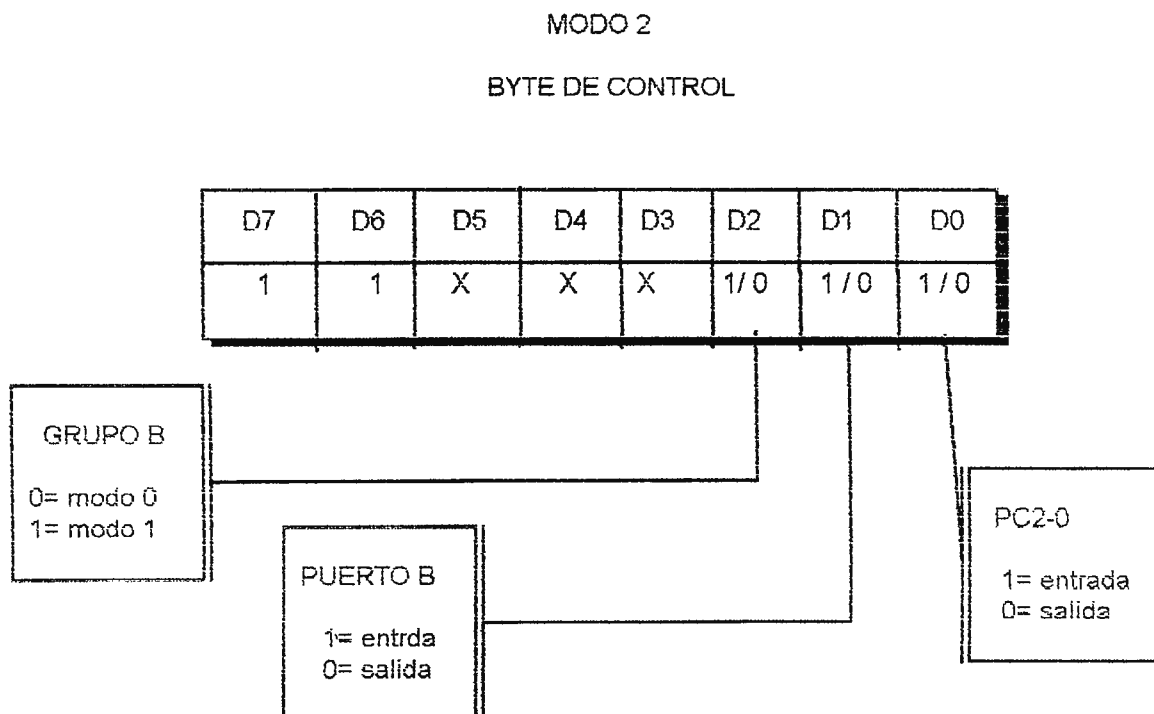 MODO 2
BYTE DE CONTROL
D7 D6 D5 D4 D3 D2 D1 D0
1 1 X X X 1/0 1/0 1/0
GRUPO B
0= modo 0
1= modo 1
PUERTO B
1= entrda
0= salida
PC2-0
1= entrada
0= salida